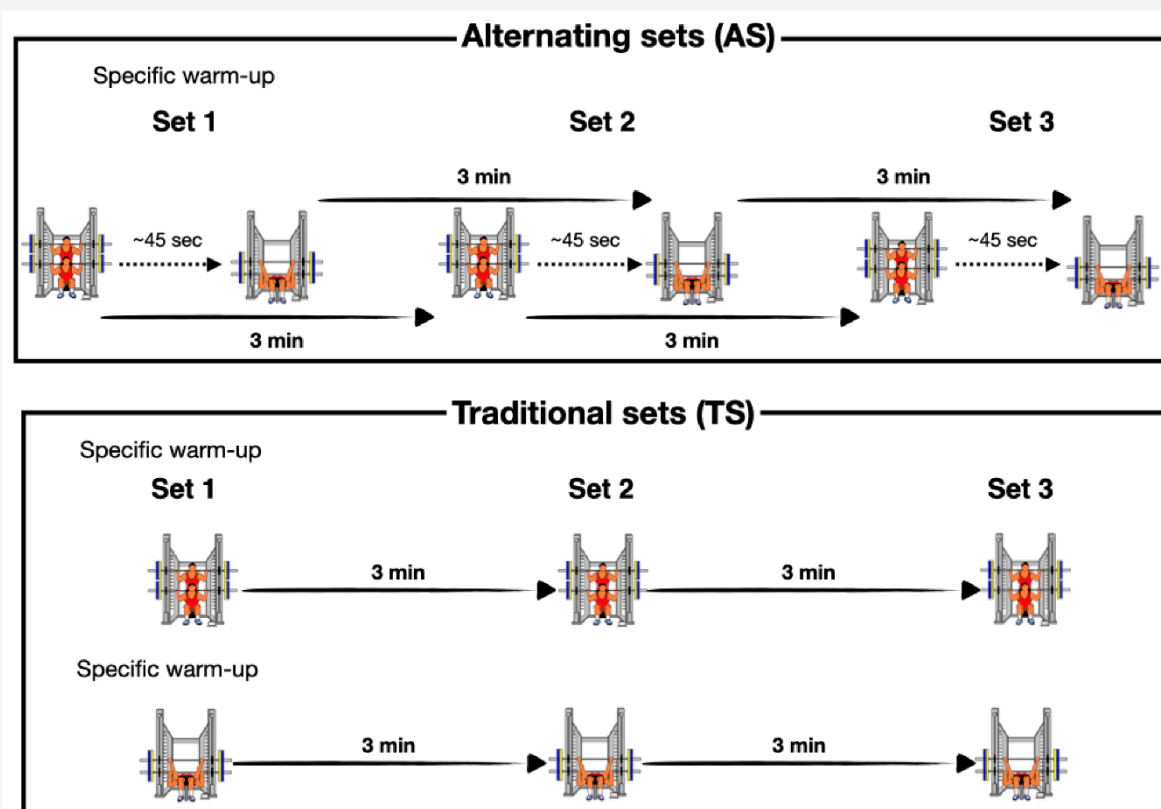 Alternating sets (AS)
Specific warm-up
Set 1
Set 2
Set 3
3 min
3 min
~45 sec
~45 sec
~45 sec
3 min
3 min
Traditional sets (TS)
Specific warm-up
Set 1
Set 2
Set 3
3 min
3 min
Specific warm-up
3 min
3 min